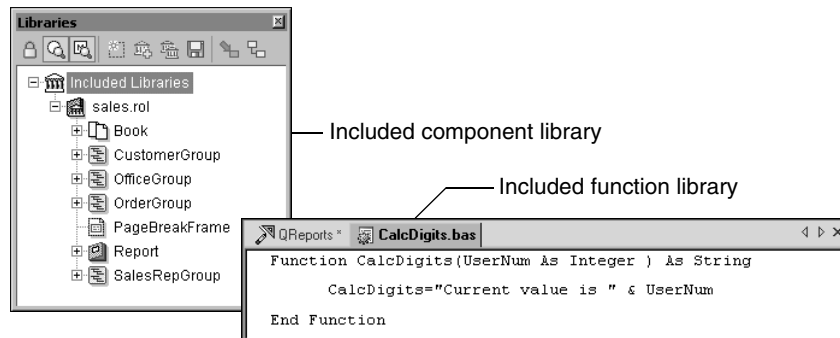 Libraries
Included Libraries
sales.rol
Book
CustomerGroup
OfficeGroup
OrderGroup
PageBreakFrame
Report
SalesRepGroup
Included component library
Included function library
QReports *
CalcDigits.bas
Function CalcDigits(UserNum As Integer ) As String
CalcDigits="Current value is " & UserNum
End Function